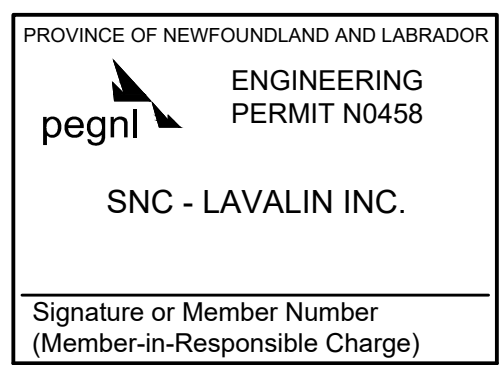 PROVINCE OF NEWFOUNDLAND AND LABRADOR
pegnl
ENGINEERING
PERMIT N0458
SNC - LAVALIN INC.
Signature or Member Number
(Member-in-Responsible Charge)